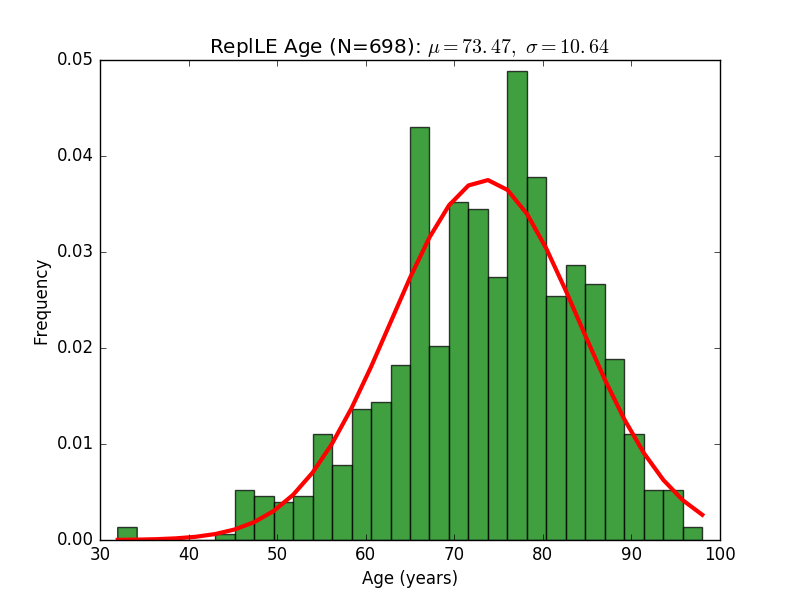 ReplLE Age (N=698): μ = 73.47, σ = 10.64
0.05
0.04
0.03
0.02
0.01
0.00
Frequency
30 40 50 60 70 80 90 100
Age (years)